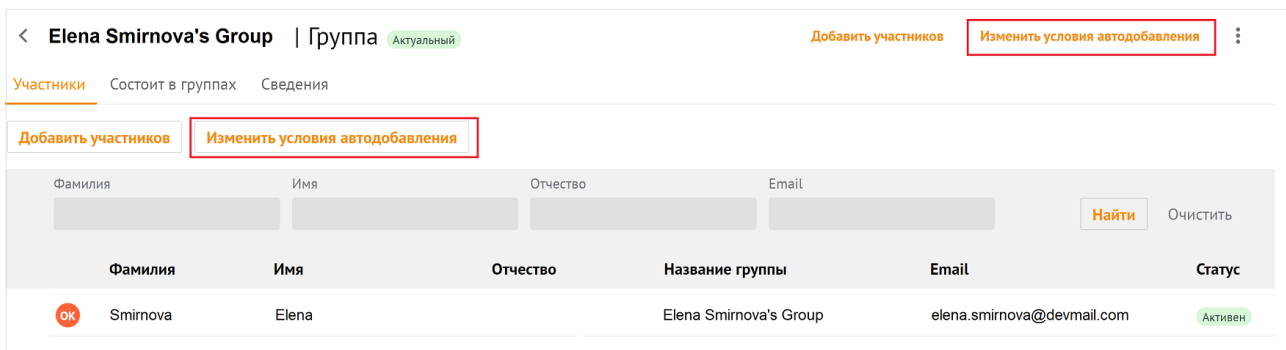 Elena Smirnova's Group | Группа Актуальный Добавить участников Изменить условия автодобавления
Участники Состоит в группах Сведения
Добавить участников Изменить условия автодобавления
Фамилия Имя Отчество Email
Найти Очистить
Фамилия Имя Отчество Название группы Email Статус
ОК Smirnova Elena Elena Smirnova's Group elena.smirnova@devmail.com Активен